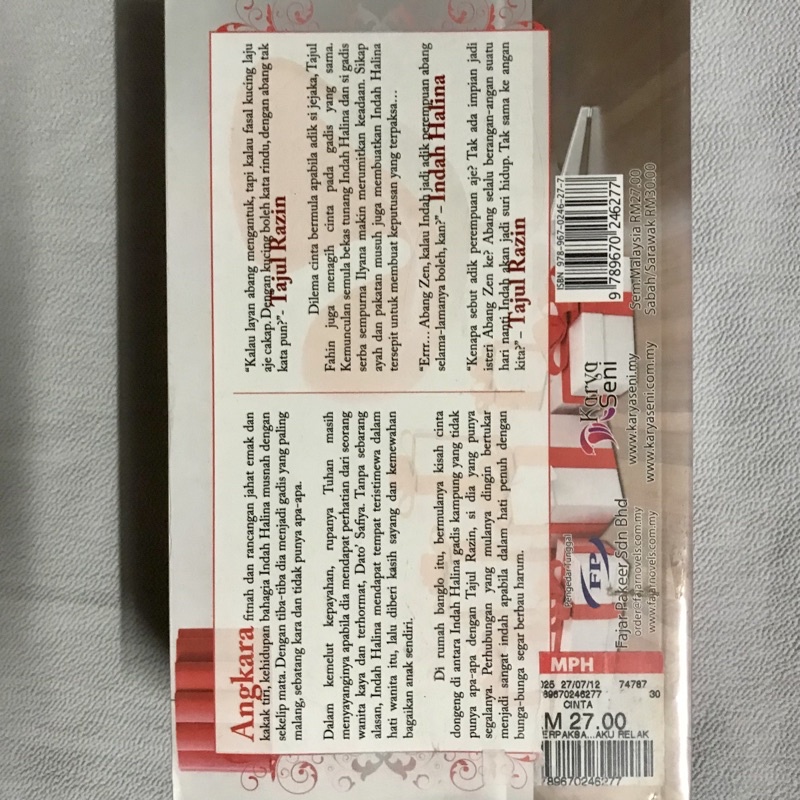 Angkara fitnah dan rancangan jahat emak dan
kakak tiri, kehidupan bahagia Indah Halina musnah dengan
sekelip mata. Dengan tiba-tiba dia menjadi gadis yang paling
malang, sebatang kara dan tidak punya apa-apa.
Dalam kemelut kepayahan, rupanya Tuhan masih
menyayanginya apabila dia mendapat perhatian dari seorang
wanita kaya dan terhormat, Dato' Safiya. Tanpa sebarang
alasan, Indah Halina mendapat tempat teristimewa dalam
hati wanita itu, lalu diberi kasih sayang dan kemewahan
bagaikan anak sendiri.
Di rumah banglo itu, bermulanya kisah cinta
dongeng di antara Indah Halina gadis kampung yang tidak
punya apa-apa dengan Tajul Razin, si dia yang punya
segalanya. Perhubungan yang mulanya dingin bertukar
menjadi sangat indah apabila dalam hati penuh dengan
bunga-bunga segar berbau harum.
"Kalau layan abang mengantuk, tapi kalau fasal kucing laju
aje cakap. Dengan kucing boleh kata rindu, dengan abang tak
kata pun?"- Tajul Razin
Dilema cinta bermula apabila adik si jejaka, Tajul
Fahin juga menagih cinta pada gadis yang sama.
Kemunculan semula bekas tunang Indah Halina dan si gadis
serba sempurna Ilyana makin merumitkan keadaan. Sikap
ayah dan pakatan musuh juga membuatkan Indah Halina
tersepit untuk membuat keputusan yang terpaksa...
"Errr... Abang Zen, kalau Indah jadi adik perempuan abang
selama-lamanya boleh, kan?" – Indah Halina
"Kenapa sebut adik perempuan aje? Tak ada impian jadi
isteri Abang Zen ke? Abang selalu berangan-angan suatu
hari nanti Indah akan jadi suri hidup. Tak sama ke angan
kita?" – Tajul Razin
Pengedar Tunggal
FP
Fajar Pakeer Sdn Bhd
order@fajarnovels.com.my
www.fajarnovels.com.my
Karya
Seni
www.karyaseni.my
www.karyaseni.com.my
ISBN 978-967-0246-27-7
9 789670 246277
Sem.Malaysia RM27.00
Sabah/Sarawak RM30.00
MPH
025 27/07/12 74787
89670246277 30
CINTA
M 27.00
ERPAKSA...AKU RELAK
789670246277